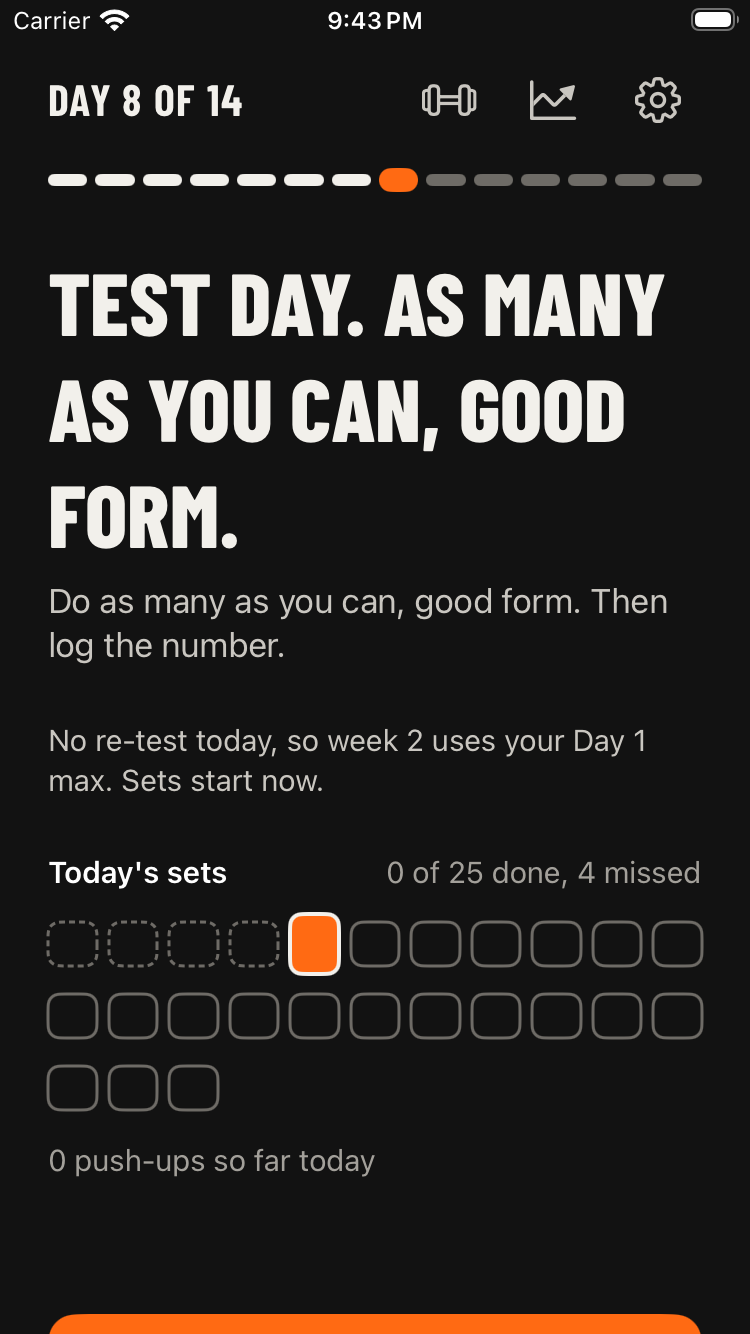 Carrier 9:43 PM
DAY 8 OF 14
TEST DAY. AS MANY
AS YOU CAN, GOOD
FORM.
Do as many as you can, good form. Then
log the number.
No re-test today, so week 2 uses your Day 1
max. Sets start now.
Today's sets 0 of 25 done, 4 missed
0 push-ups so far today